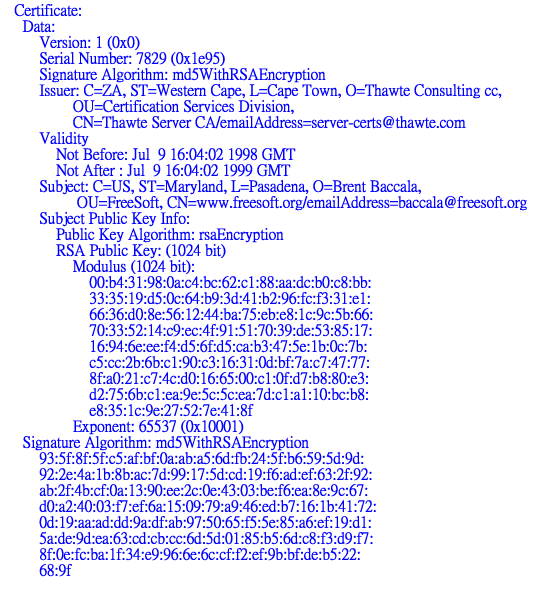 Certificate:
Data:
Version: 1 (0x0)
Serial Number: 7829 (0x1e95)
Signature Algorithm: md5WithRSAEncryption
Issuer: C=ZA, ST=Western Cape, L=Cape Town, O=Thawte Consulting cc,
OU=Certification Services Division,
CN=Thawte Server CA/emailAddress=server-certs@thawte.com
Validity
Not Before: Jul 9 16:04:02 1998 GMT
Not After : Jul 9 16:04:02 1999 GMT
Subject: C=US, ST=Maryland, L=Pasadena, O=Brent Baccala,
OU=FreeSoft, CN=www.freesoft.org/emailAddress=baccala@freesoft.org
Subject Public Key Info:
Public Key Algorithm: rsaEncryption
RSA Public Key: (1024 bit)
Modulus (1024 bit):
00:b4:31:98:0a:c4:bc:62:c1:88:aa:dc:b0:c8:bb:
33:35:19:d5:0c:64:b9:3d:41:b2:96:fc:f3:31:e1:
66:36:d0:8e:56:12:44:ba:75:eb:e8:1c:9c:5b:66:
70:33:52:14:c9:ec:4f:91:51:70:39:de:53:85:17:
16:94:6e:ee:f4:d5:6f:d5:ca:b3:47:5e:1b:0c:7b:
c5:cc:2b:6b:c1:90:c3:16:31:0d:bf:7a:c7:47:77:
8f:a0:21:c7:4c:d0:16:65:00:c1:0f:d7:b8:80:e3:
d2:75:6b:c1:ea:9e:5c:5c:ea:7d:c1:a1:10:bc:b8:
e8:35:1c:9e:27:52:7e:41:8f
Exponent: 65537 (0x10001)
Signature Algorithm: md5WithRSAEncryption
93:5f:8f:5f:c5:af:bf:0a:ab:a5:6d:fb:24:5f:b6:59:5d:9d:
92:2e:4a:1b:8b:ac:7d:99:17:5d:cd:19:f6:ad:ef:63:2f:92:
ab:2f:4b:cf:0a:13:90:ee:2c:0e:43:03:be:f6:ea:8e:9c:67:
d0:a2:40:03:f7:ef:6a:15:09:79:a9:46:ed:b7:16:1b:41:72:
0d:19:aa:ad:dd:9a:df:ab:97:50:65:f5:5e:85:a6:ef:19:d1:
5a:de:9d:ea:63:cd:cb:cc:6d:5d:01:85:b5:6d:c8:f3:d9:f7:
8f:0e:fc:ba:1f:34:e9:96:6e:6c:cf:f2:ef:9b:bf:de:b5:22:
68:9f